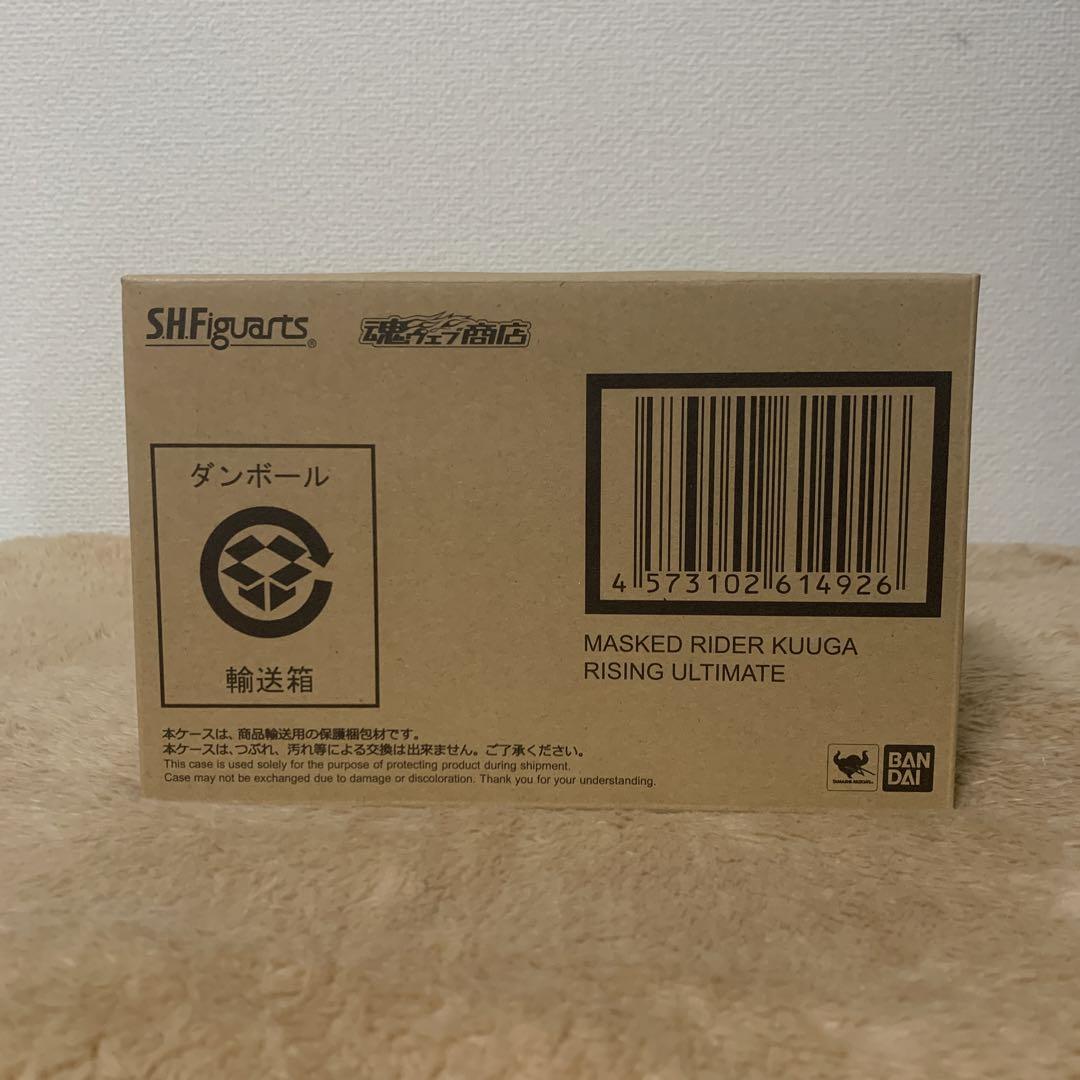 S.H.Figuarts®
魂ウェブ商店
ダンボール
輸送箱
4 573102 614926
MASKED RIDER KUUGA
RISING ULTIMATE
本ケースは、商品輸送用の保護梱包材です。
本ケースは、つぶれ、汚れ等による交換は出来ません。ご了承ください。
This case is used solely for the purpose of protecting product during shipment.
Case may not be exchanged due to damage or discoloration. Thank you for your understanding.
TAMASHII NATIONS
BAN
DAI